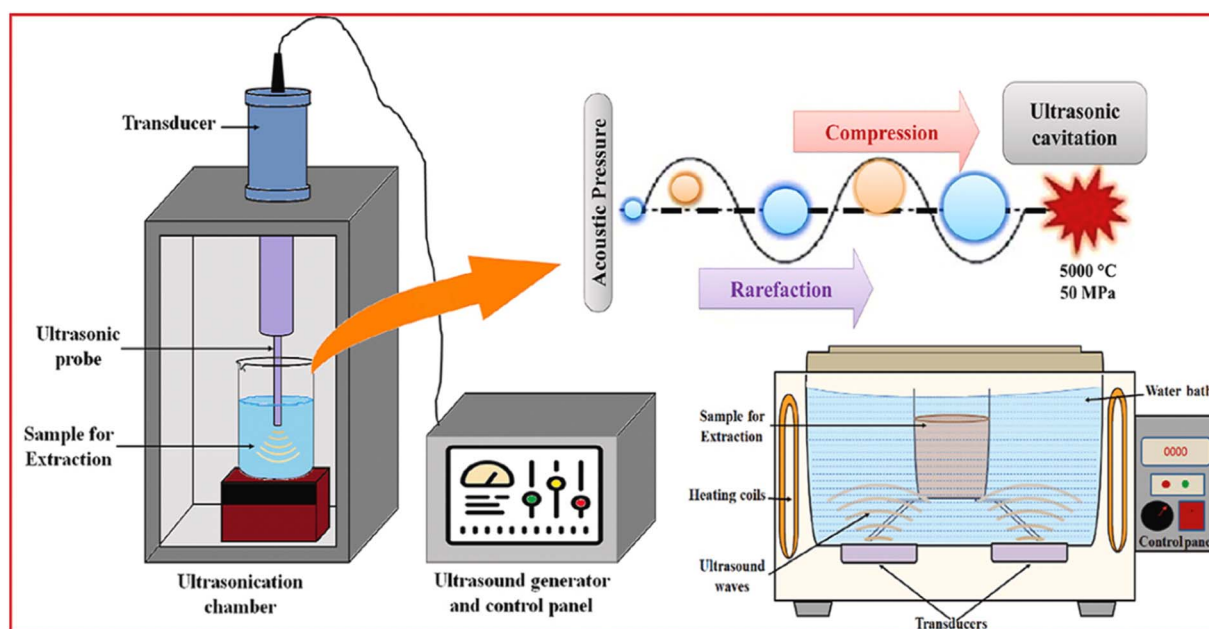 Transducer
Ultrasonic
probe
Sample for
Extraction
Ultrasonication
chamber
Ultrasound generator
and control panel
Acoustic Pressure
Compression
Rarefaction
Ultrasonic
cavitation
5000 °C
50 MPa
Sample for
Extraction
Water bath
Heating coils
0000
Control panel
Ultrasound
waves
Transducers